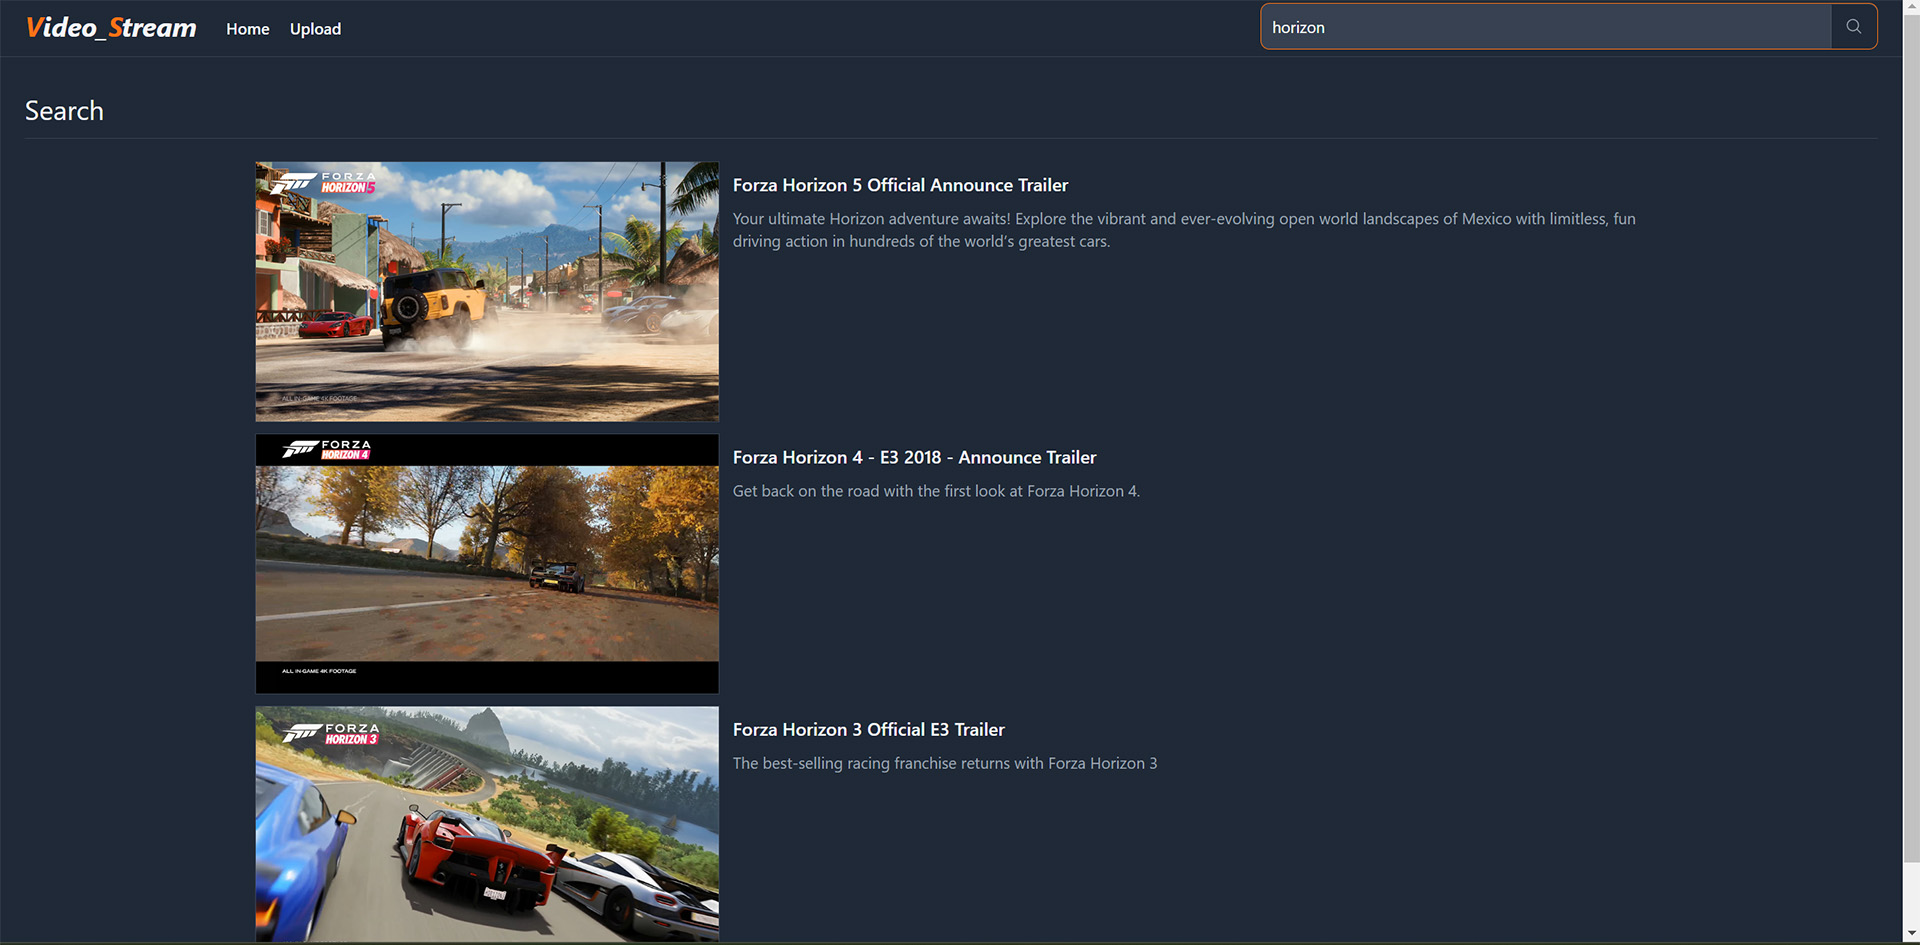 Video_Stream Home Upload horizon
Search
FORZA
HORIZON 5
ALL IN-GAME 4K FOOTAGE
Forza Horizon 5 Official Announce Trailer
Your ultimate Horizon adventure awaits! Explore the vibrant and ever-evolving open world landscapes of Mexico with limitless, fun
driving action in hundreds of the world's greatest cars.
FORZA
HORIZON 4
ALL IN-GAME 4K FOOTAGE
Forza Horizon 4 - E3 2018 - Announce Trailer
Get back on the road with the first look at Forza Horizon 4.
FORZA
HORIZON 3
Forza Horizon 3 Official E3 Trailer
The best-selling racing franchise returns with Forza Horizon 3